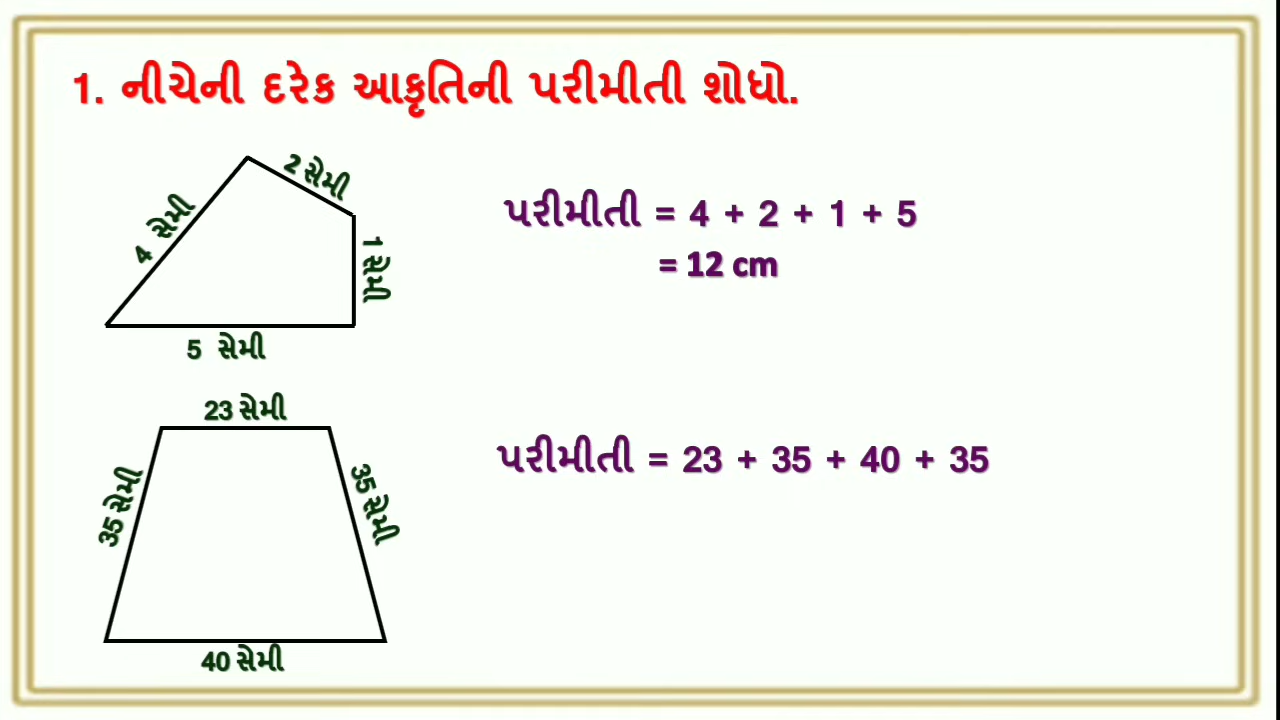 1. નીચેની દરેક આકૃતિની પરીમીતી શોધો.
2 સેમી
4 સેમી
1 સેમી
5 સેમી
પરીમીતી = 4 + 2 + 1 + 5
= 12 cm
23 સેમી
35 સેમી
35 સેમી
40 સેમી
પરીમીતી = 23 + 35 + 40 + 35